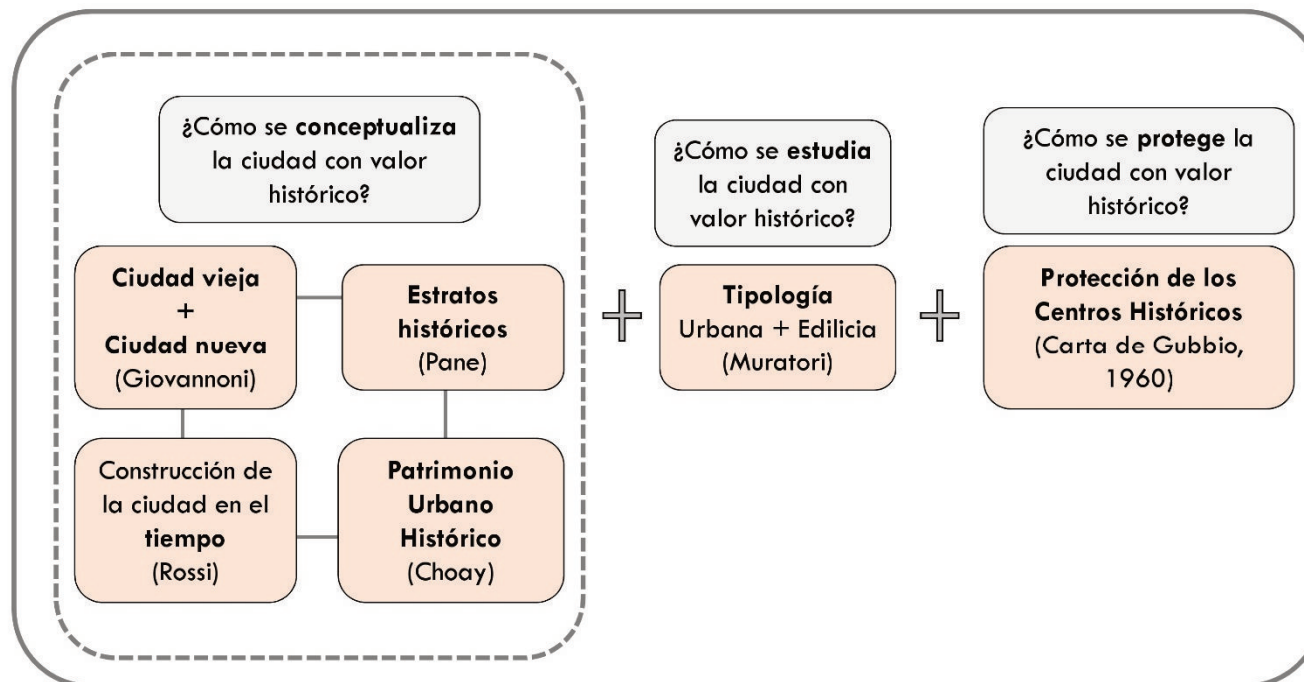 ¿Cómo se conceptualiza
la ciudad con valor
histórico?
Ciudad vieja
+
Ciudad nueva
(Giovannoni)
Estratos
históricos
(Pane)
Construcción de
la ciudad en el
tiempo
(Rossi)
Patrimonio
Urbano
Histórico
(Choay)
+
¿Cómo se estudia
la ciudad con
valor histórico?
Tipología
Urbana + Edilicia
(Muratori)
+
¿Cómo se protege la
ciudad con valor
histórico?
Protección de los
Centros Históricos
(Carta de Gubbio,
1960)